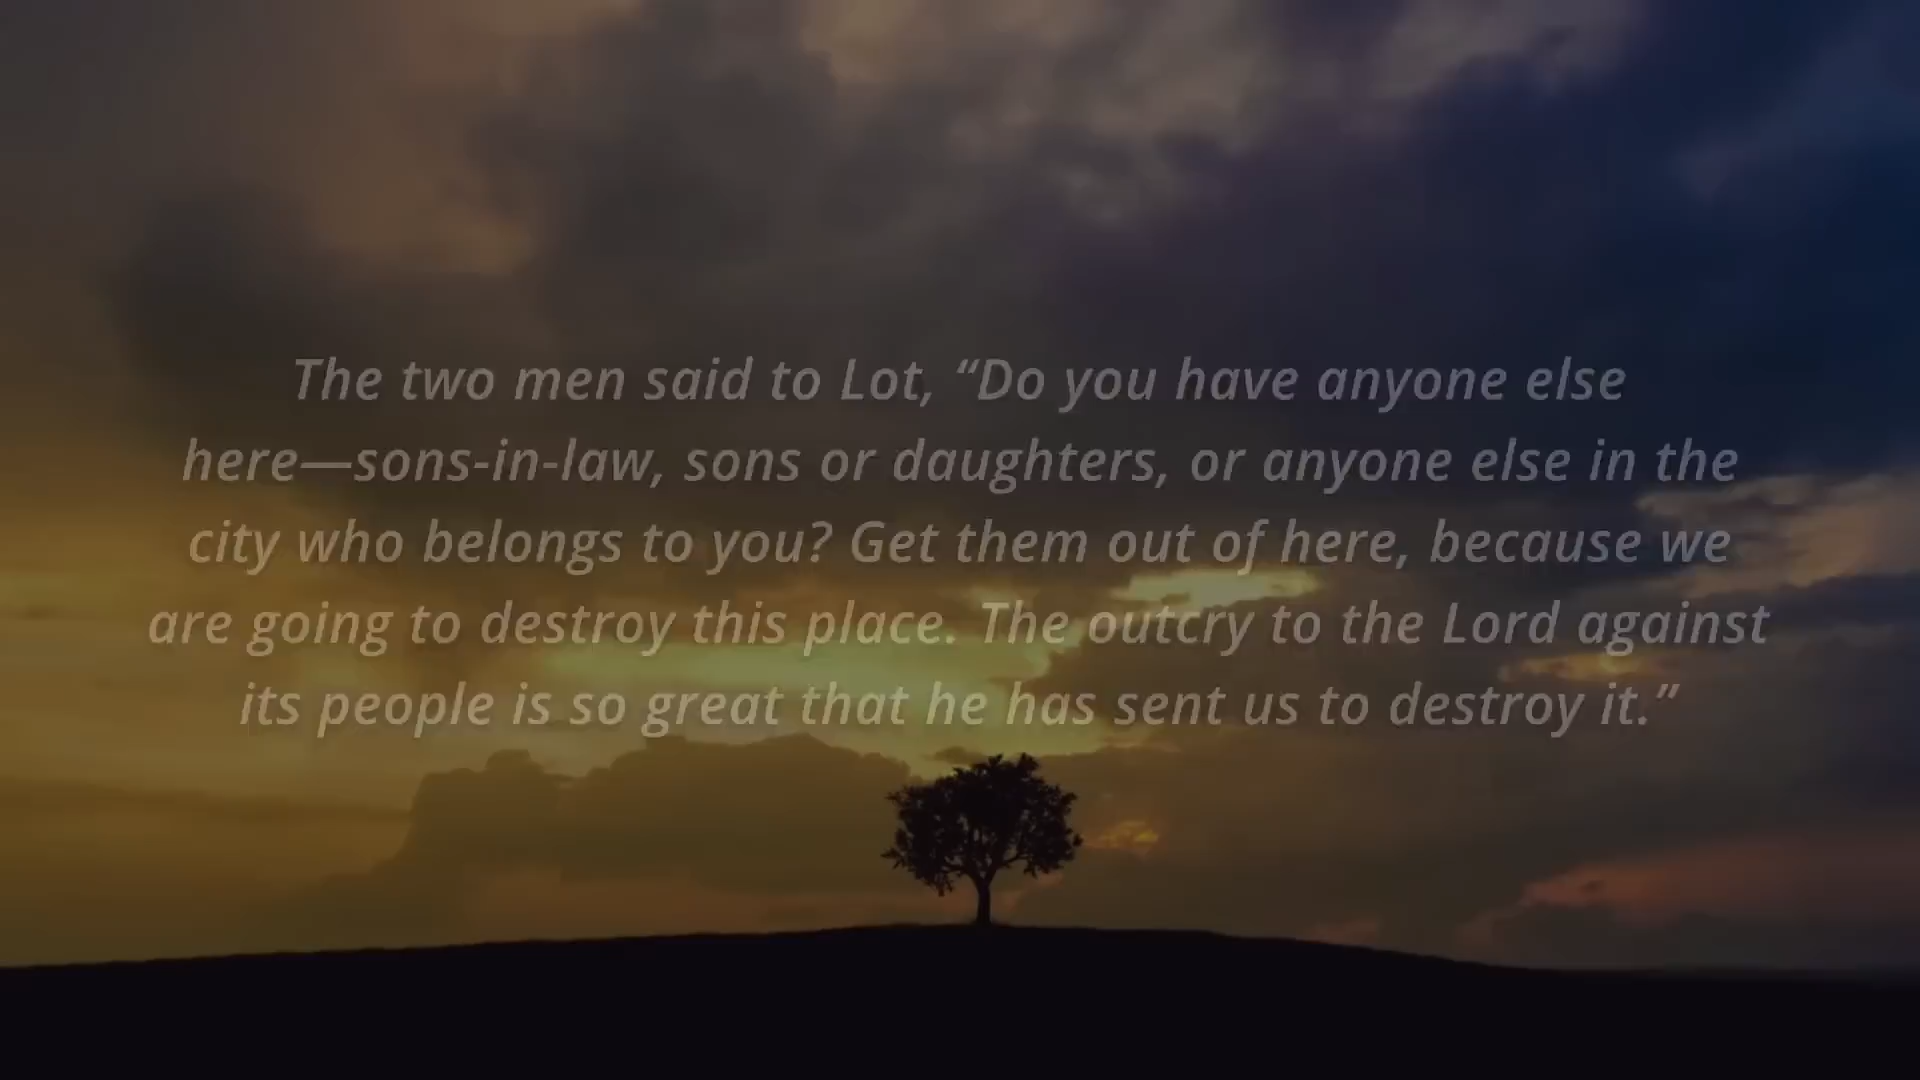 The two men said to Lot, “Do you have anyone else
here—sons-in-law, sons or daughters, or anyone else in the
city who belongs to you? Get them out of here, because we
are going to destroy this place. The outcry to the Lord against
its people is so great that he has sent us to destroy it.”